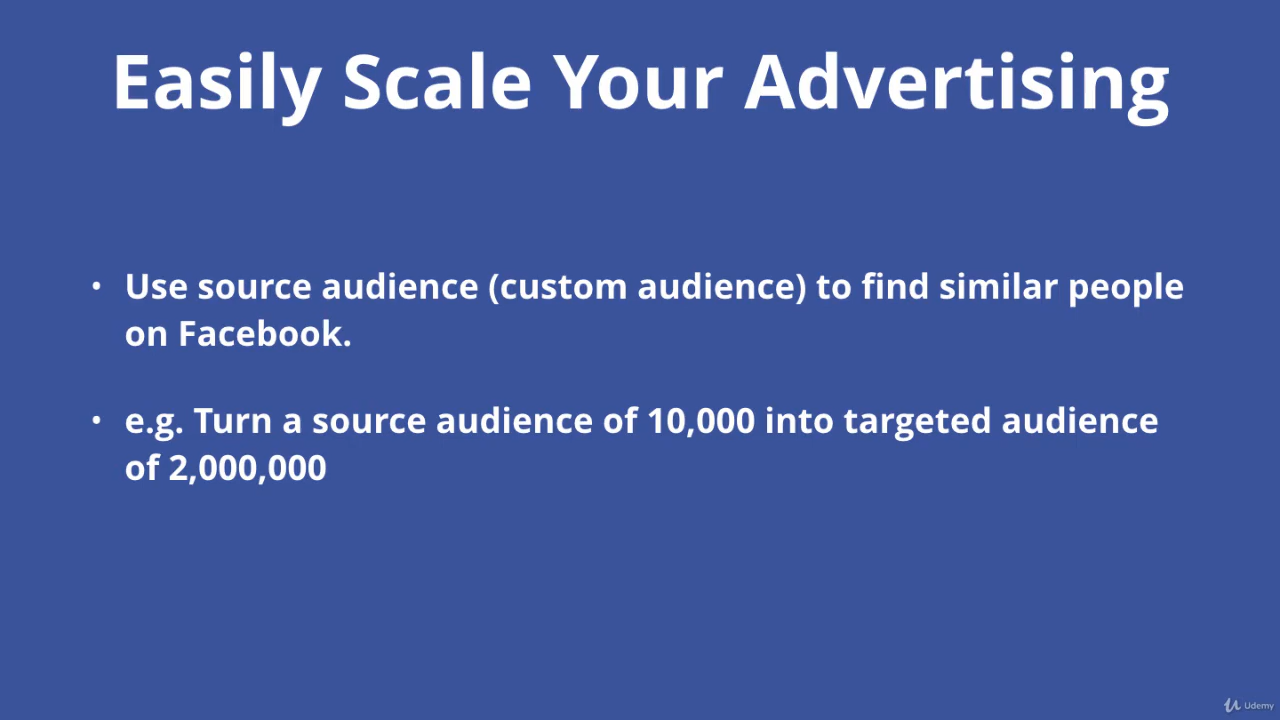 Easily Scale Your Advertising
• Use source audience (custom audience) to find similar people
on Facebook.
• e.g. Turn a source audience of 10,000 into targeted audience
of 2,000,000
Udemy